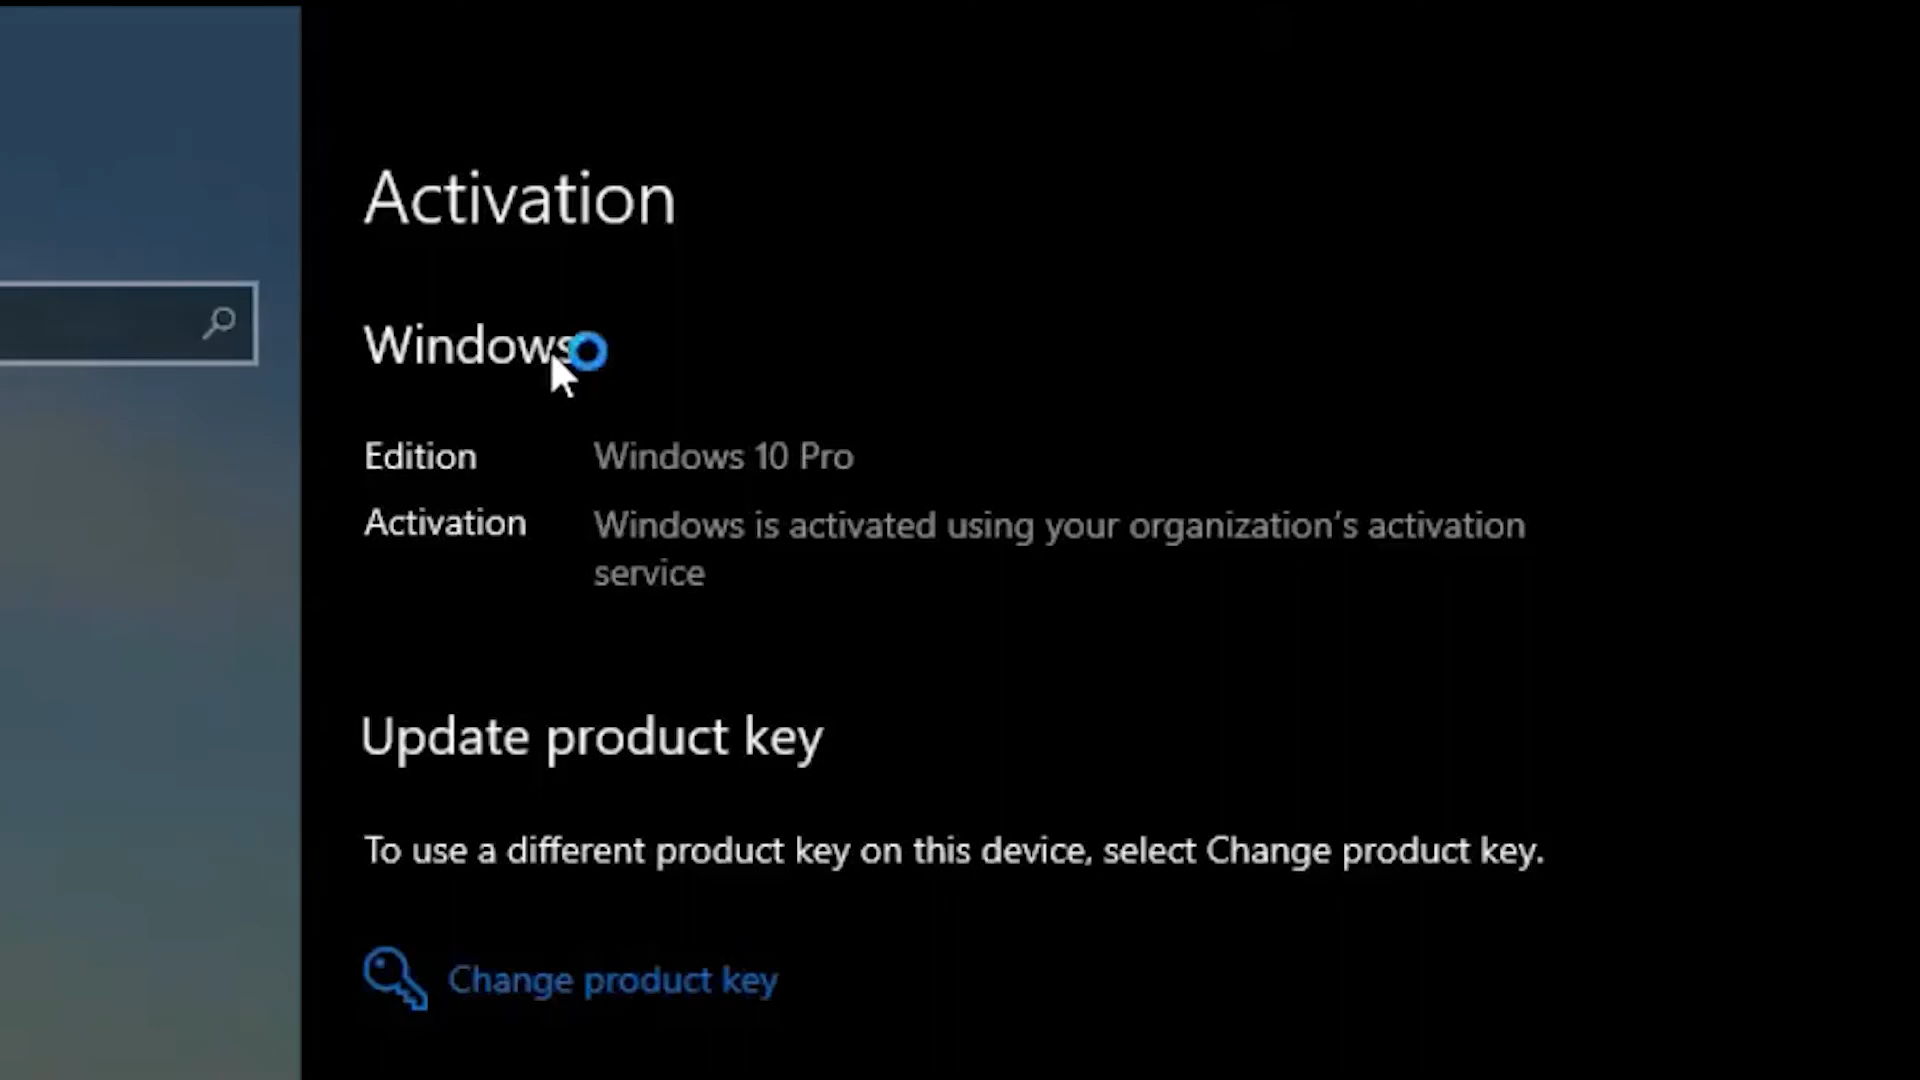 Activation
Windows
Edition
Windows 10 Pro
Activation
Windows is activated using your organization's activation
service
Update product key
To use a different product key on this device, select Change product key.
Change product key